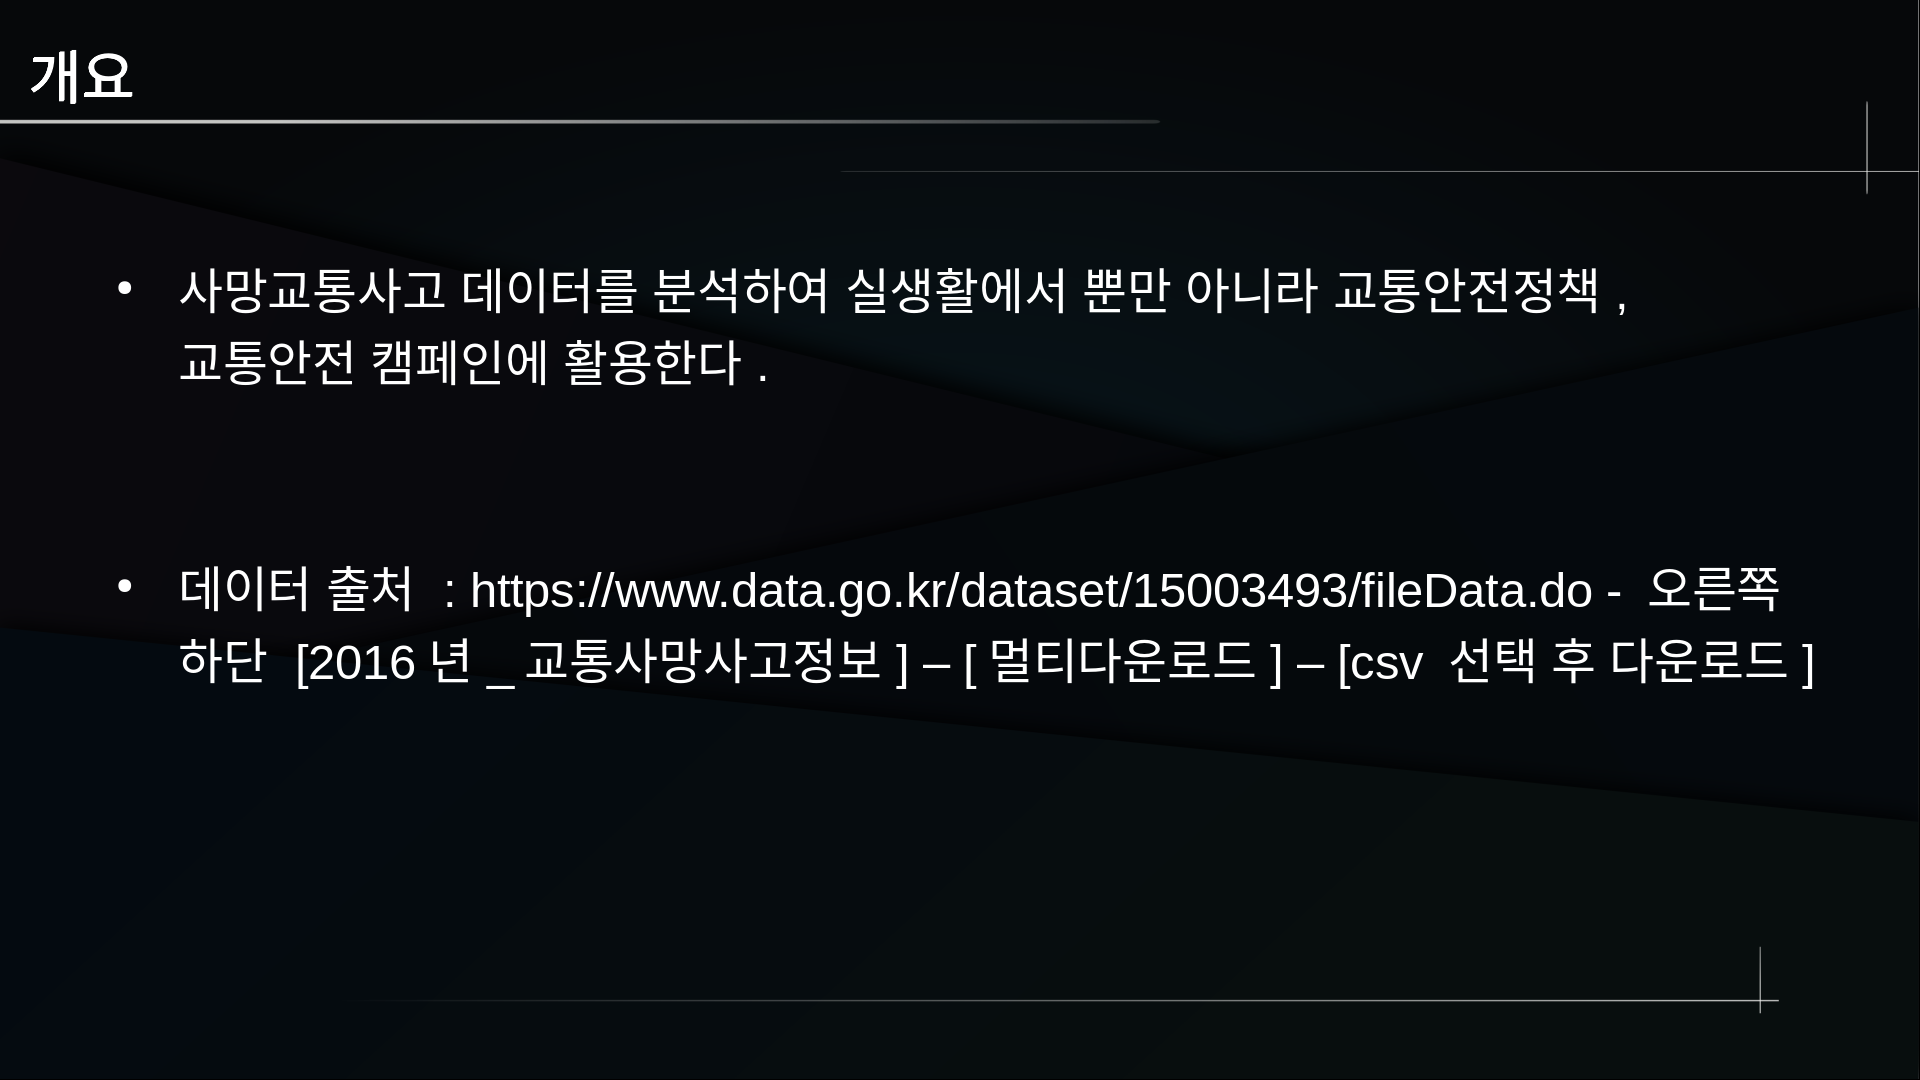 개요
• 사망교통사고 데이터를 분석하여 실생활에서 뿐만 아니라 교통안전정책 ,
교통안전 캠페인에 활용한다 .
• 데이터 출처 : https://www.data.go.kr/dataset/15003493/fileData.do - 오른쪽
하단 [2016 년 _ 교통사망사고정보 ] – [ 멀티다운로드 ] – [csv 선택 후 다운로드 ]